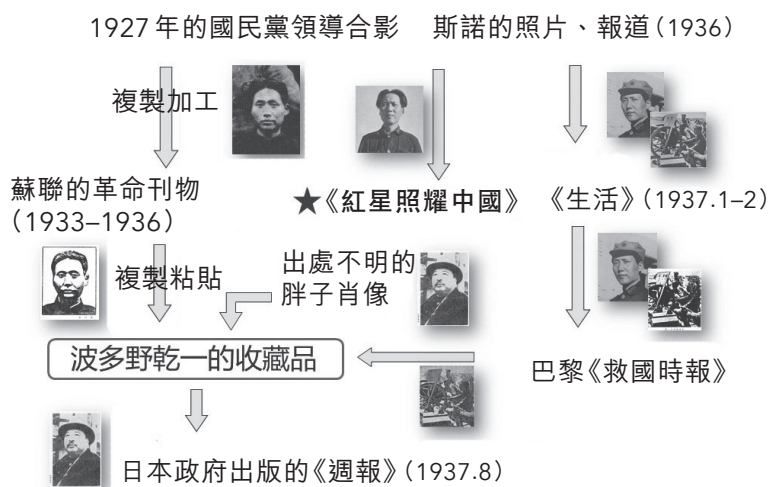 1927年的國民黨領導合影
斯諾的照片、報道(1936)
複製加工
蘇聯的革命刊物
(1933–1936)
★《紅星照耀中國》
《生活》(1937.1–2)
複製粘貼
出處不明的
胖子肖像
波多野乾一的收藏品
巴黎《救國時報》
日本政府出版的《週報》(1937.8)